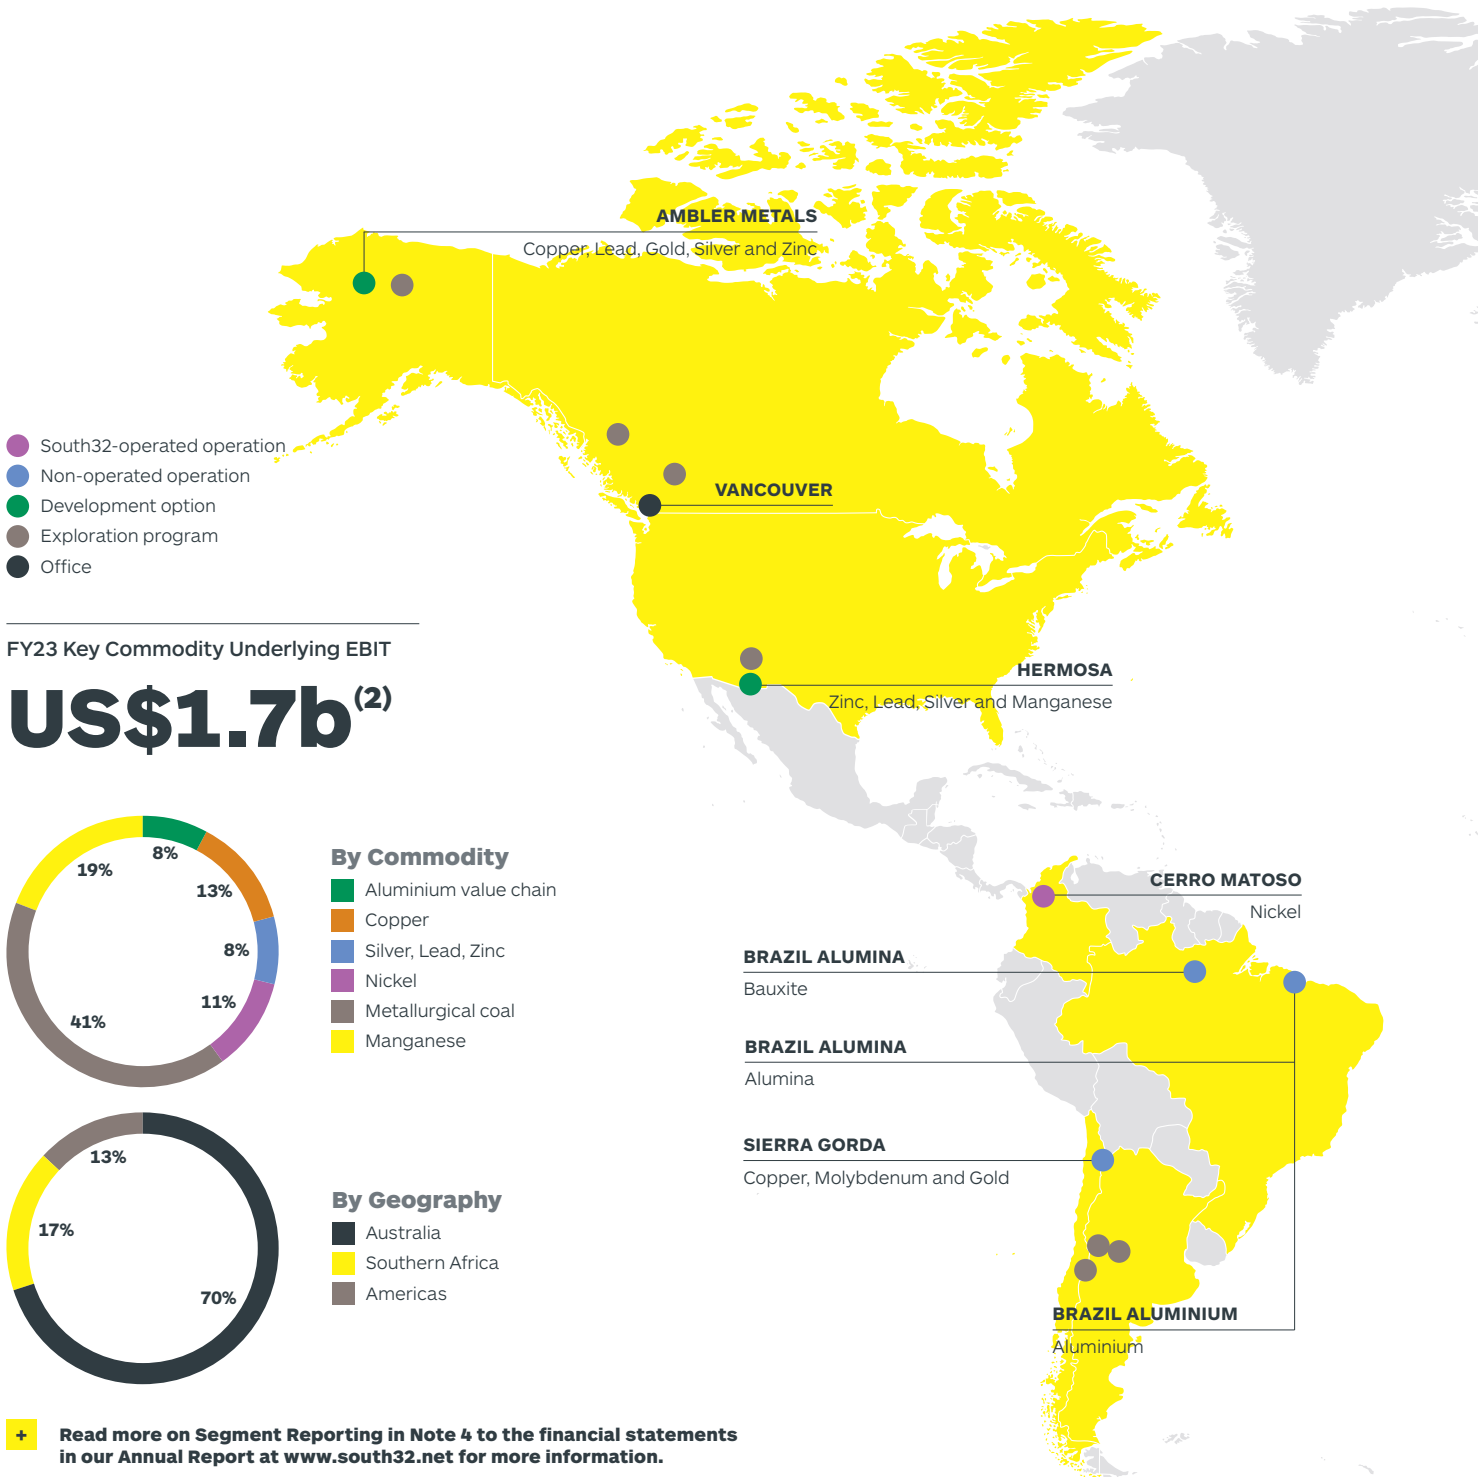 AMBLER METALS
Copper, Lead, Gold, Silver and Zinc
South32-operated operation
Non-operated operation
Development option
Exploration program
Office
VANCOUVER
FY23 Key Commodity Underlying EBIT
US$1.7b(2)
HERMOSA
Zinc, Lead, Silver and Manganese
8%
13%
8%
11%
41%
19%
By Commodity
Aluminium value chain
Copper
Silver, Lead, Zinc
Nickel
Metallurgical coal
Manganese
CERRO MATOSO
Nickel
BRAZIL ALUMINA
Bauxite
BRAZIL ALUMINA
Alumina
SIERRA GORDA
Copper, Molybdenum and Gold
BRAZIL ALUMINIUM
Aluminium
13%
17%
70%
By Geography
Australia
Southern Africa
Americas
+
Read more on Segment Reporting in Note 4 to the financial statements
in our Annual Report at www.south32.net for more information.